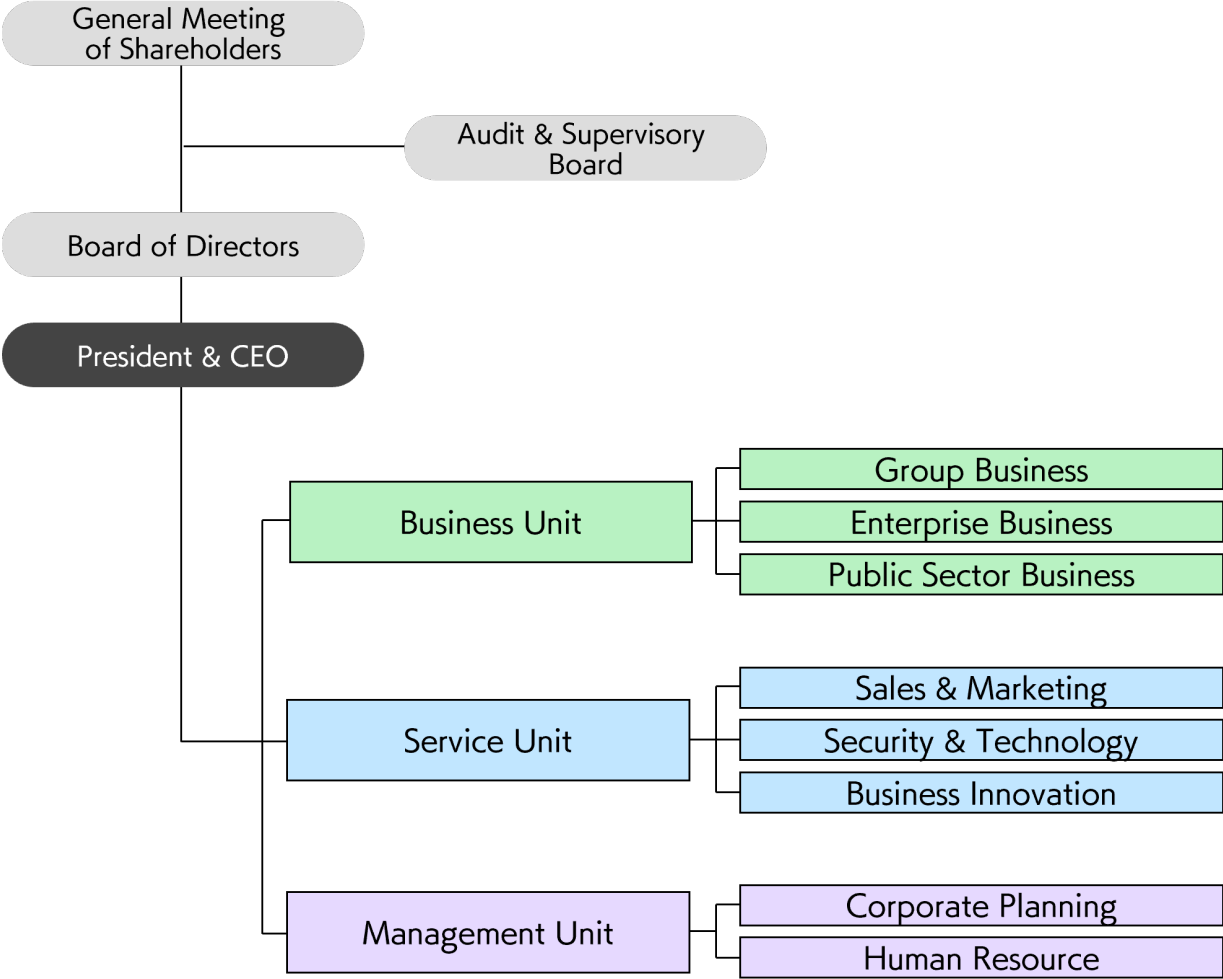 General Meeting
of Shareholders
Audit & Supervisory
Board
Board of Directors
President & CEO
Business Unit
Group Business
Enterprise Business
Public Sector Business
Service Unit
Sales & Marketing
Security & Technology
Business Innovation
Management Unit
Corporate Planning
Human Resource